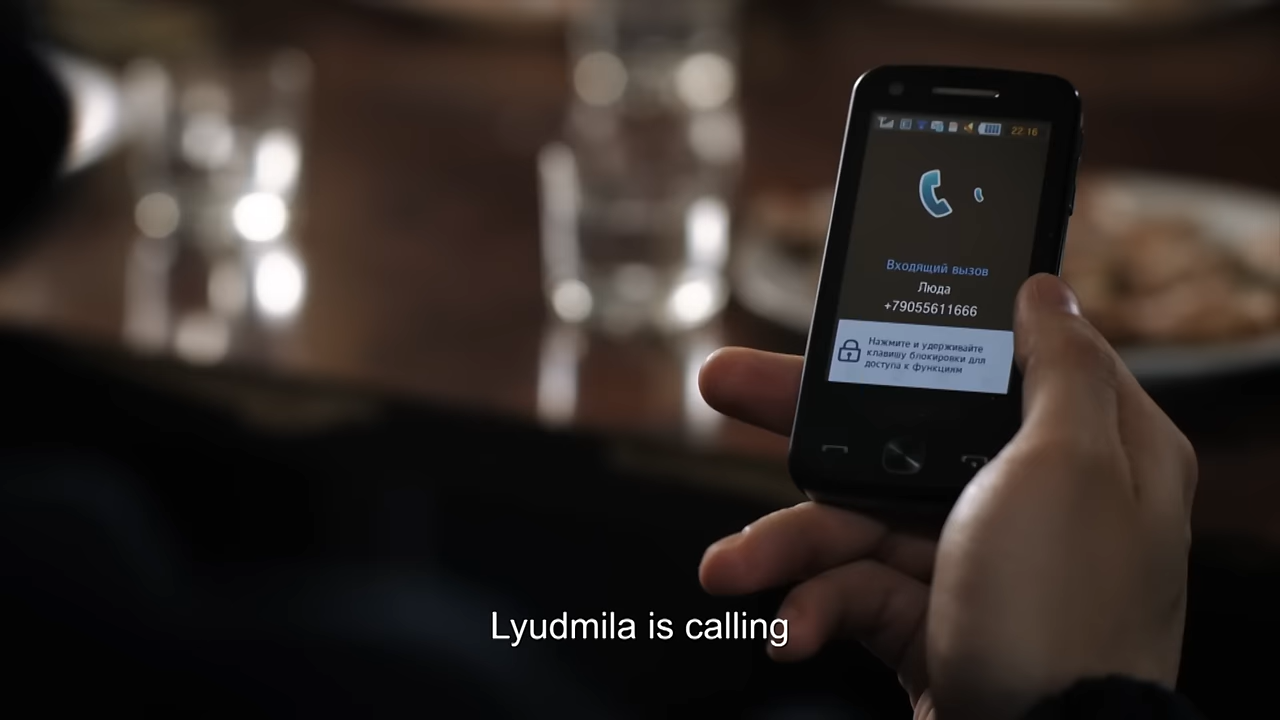 22:16
Входящий вызов
Люда
+79055611666
Нажмите и удерживайте
клавишу блокировки для
доступа к функциям
Lyudmila is calling